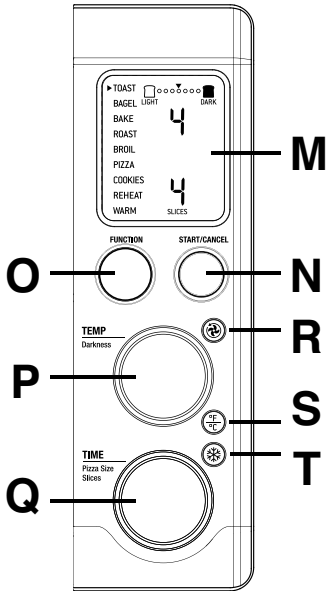 TOAST
LIGHT DARK
BAGEL
4
BAKE
ROAST
BROIL
M
PIZZA
COOKIES
4
REHEAT
WARM SLICES
FUNCTION START/CANCEL
O N
TEMP
Darkness
R
P
°F
°C
S
T
TIME
Pizza Size
Slices
Q